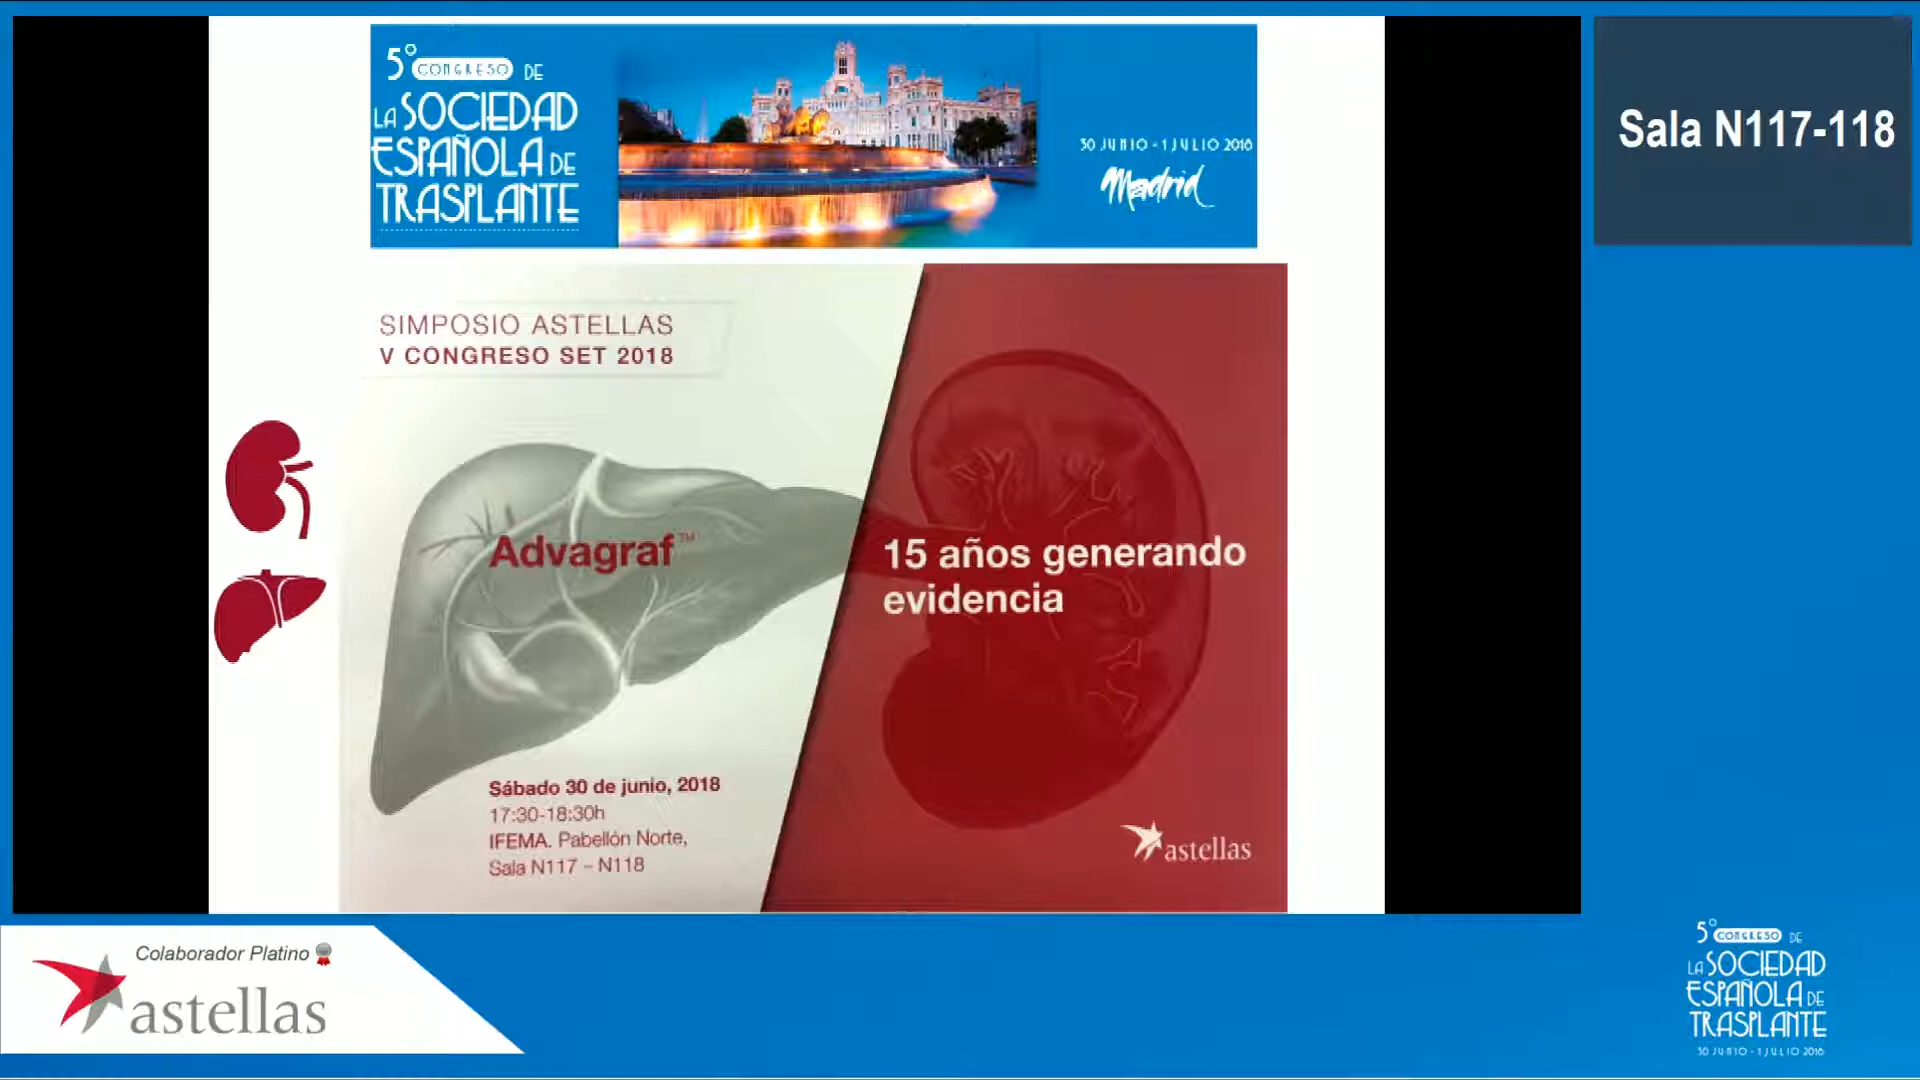 5º CONGRESO DE
LA SOCIEDAD
ESPAÑOLA DE
TRASPLANTE
30 JUNIO - 1 JULIO 2018
Madrid
Sala N117-118
SIMPOSIO ASTELLAS
V CONGRESO SET 2018
Advagraf™
15 años generando
evidencia
Sábado 30 de junio, 2018
17:30-18:30h
IFEMA. Pabellón Norte,
Sala N117 – N118
astellas
Colaborador Platino
astellas
5º CONGRESO DE
LA SOCIEDAD
ESPAÑOLA DE
TRASPLANTE
30 JUNIO - 1 JULIO 2018